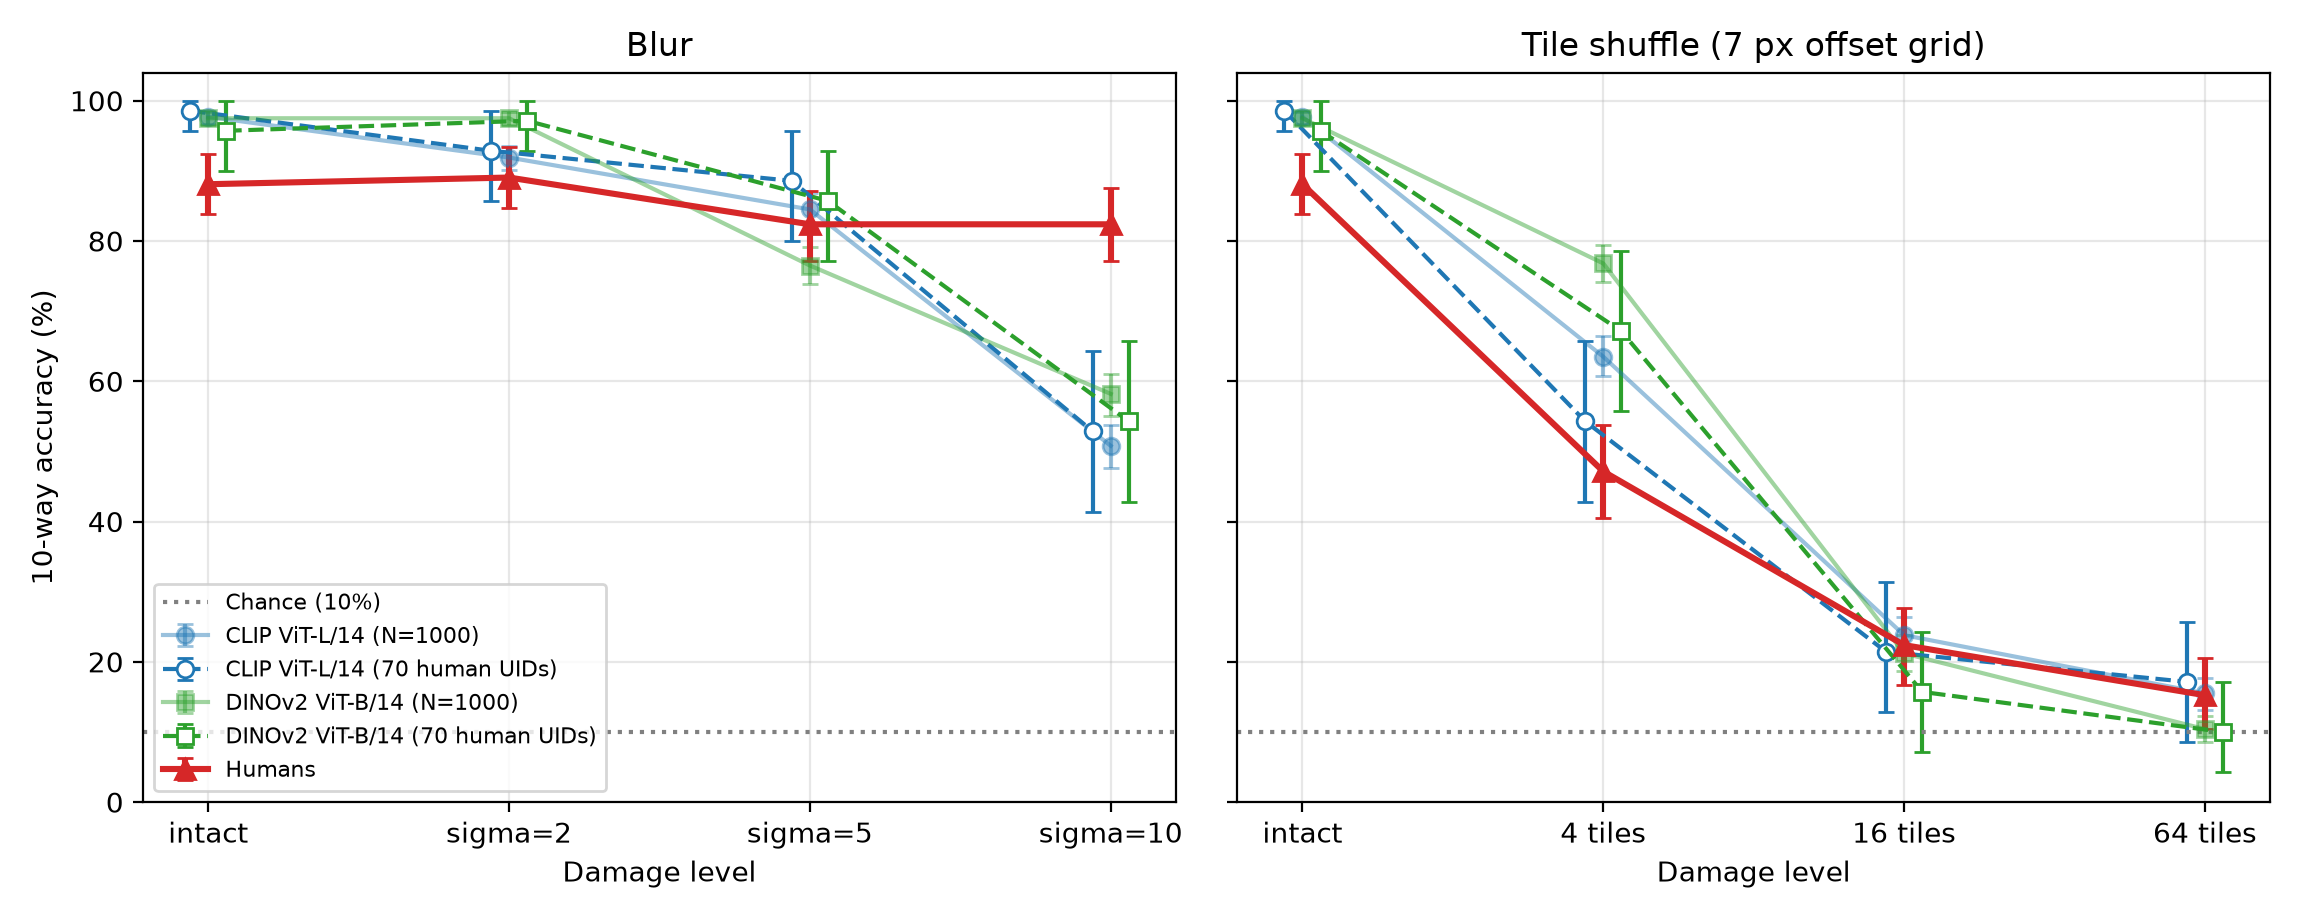 Blur
Tile shuffle (7 px offset grid)
10-way accuracy (%)
100
80
60
40
20
0
Chance (10%)
CLIP ViT-L/14 (N=1000)
CLIP ViT-L/14 (70 human UIDs)
DINOv2 ViT-B/14 (N=1000)
DINOv2 ViT-B/14 (70 human UIDs)
Humans
intact sigma=2 sigma=5 sigma=10
Damage level
intact 4 tiles 16 tiles 64 tiles
Damage level